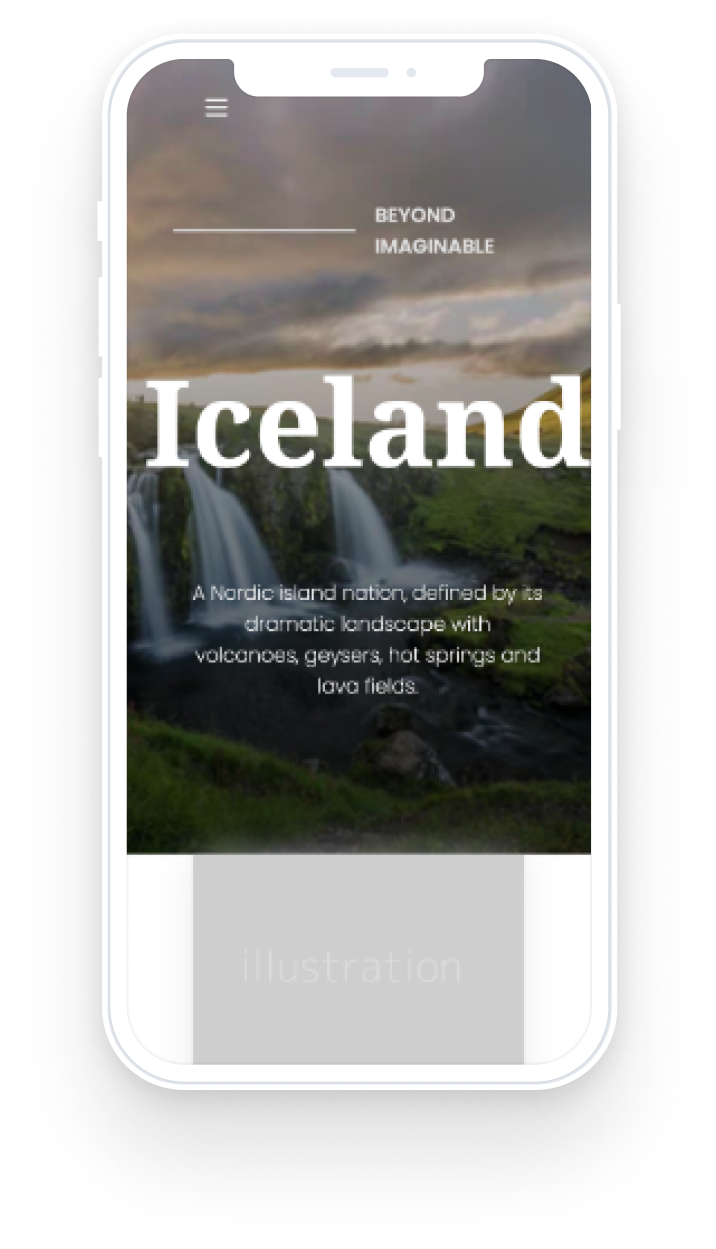 BEYOND
IMAGINABLE
Iceland
A Nordic island nation, defined by its
dramatic landscape with
volcanoes, geysers, hot springs and
lava fields.
illustration